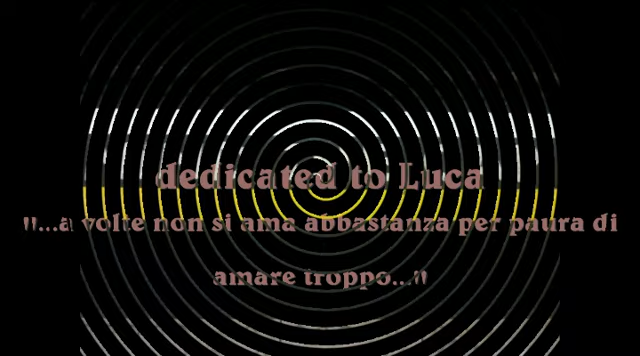 dedicated to Luca
"...a volte non si ama abbastanza per paura di
amare troppo..."